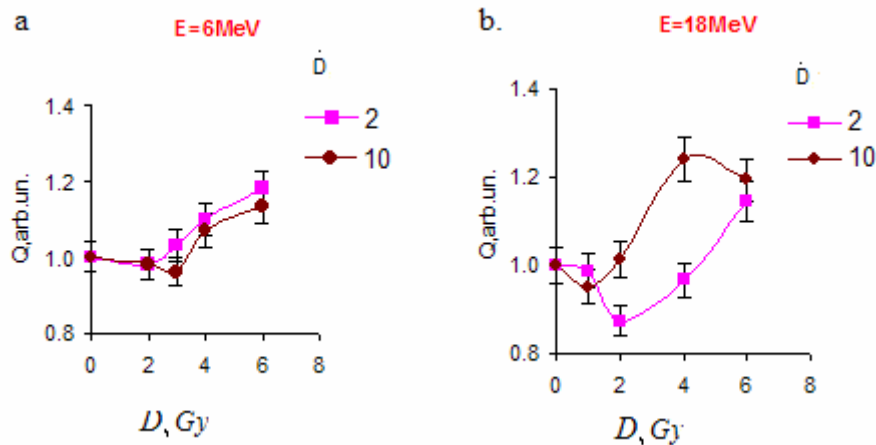 a
E=6MeV
Ḋ
2
10
Q,arb.un.
1.4
1.2
1.0
0.8
0 2 4 6 8
D, Gy
b.
E=18MeV
Ḋ
2
10
Q,arb.un.
1.4
1.2
1.0
0.8
0 2 4 6 8
D, Gy